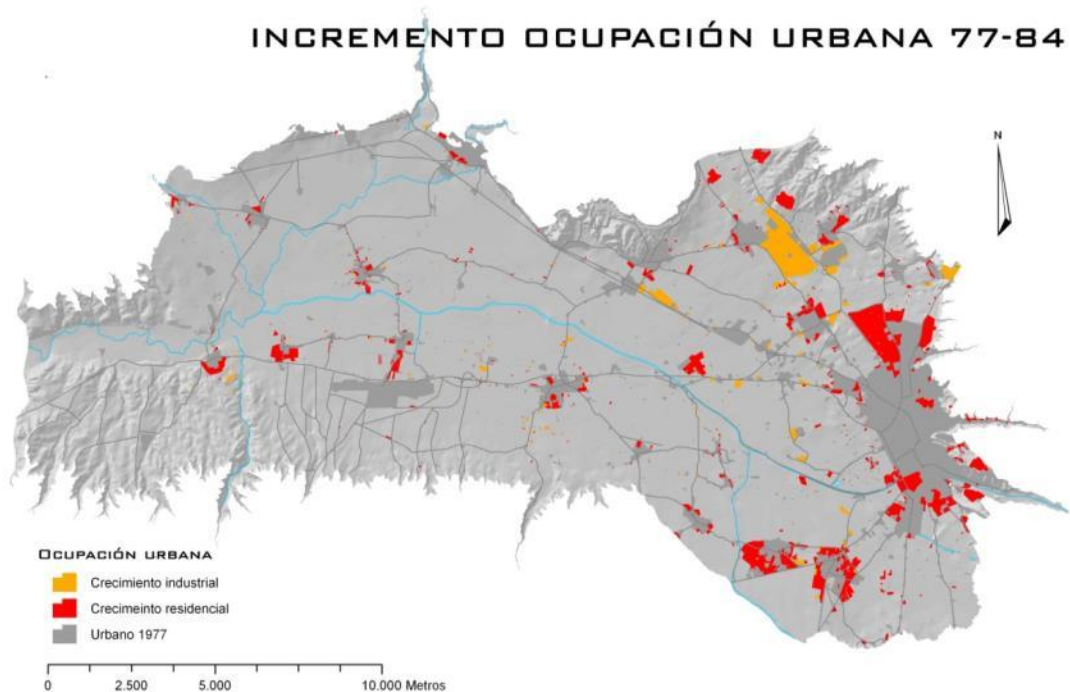 INCREMENTO OCUPACIÓN URBANA 77-84
N
OCUPACIÓN URBANA
Crecimiento industrial
Crecimeinto residencial
Urbano 1977
0 2.500 5.000 10.000 Metros